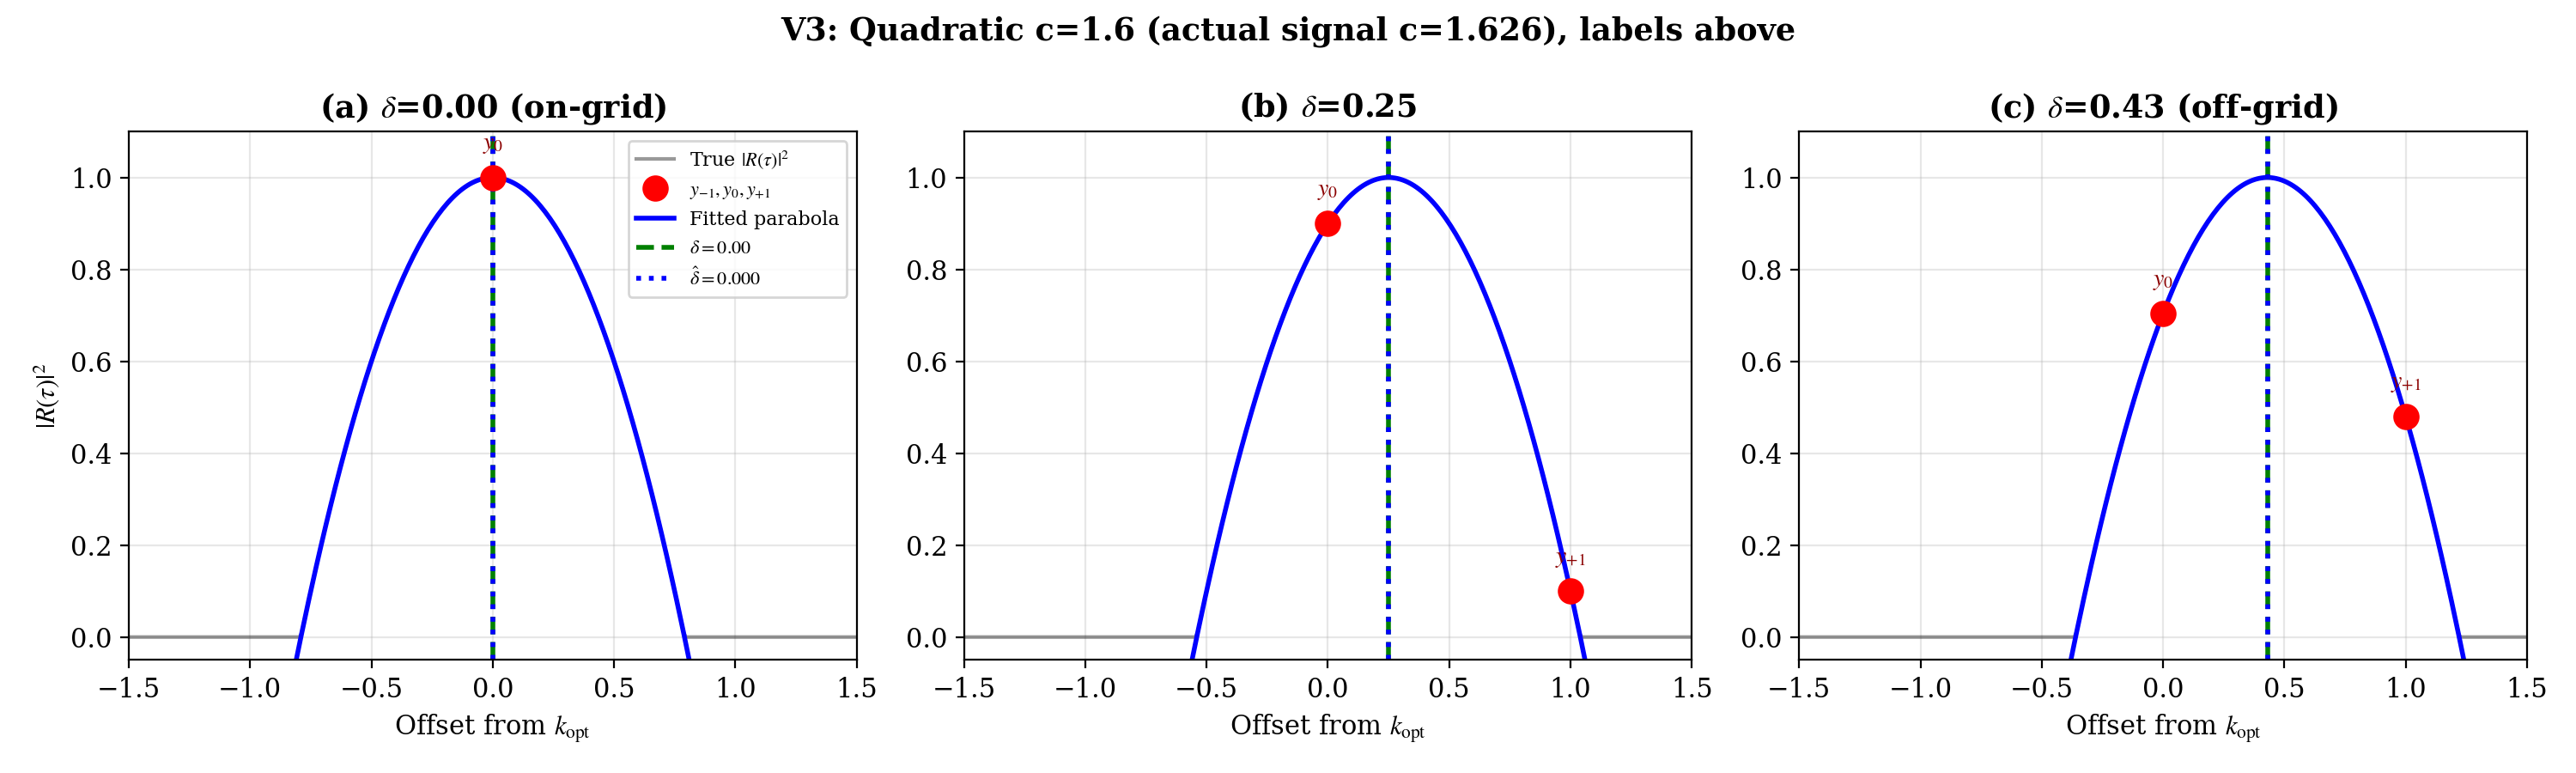 V3: Quadratic c=1.6 (actual signal c=1.626), labels above
(a) δ=0.00 (on-grid)
|R(τ)|²
1.0
0.8
0.6
0.4
0.2
0.0
y₀
True |R(τ)|²
y₋₁, y₀, y₊₁
Fitted parabola
δ=0.00
δ̂=0.000
−1.5 −1.0 −0.5 0.0 0.5 1.0 1.5
Offset from k_opt
(b) δ=0.25
1.0
0.8
0.6
0.4
0.2
0.0
y₀
y₊₁
−1.5 −1.0 −0.5 0.0 0.5 1.0 1.5
Offset from k_opt
(c) δ=0.43 (off-grid)
1.0
0.8
0.6
0.4
0.2
0.0
y₀
y₊₁
−1.5 −1.0 −0.5 0.0 0.5 1.0 1.5
Offset from k_opt